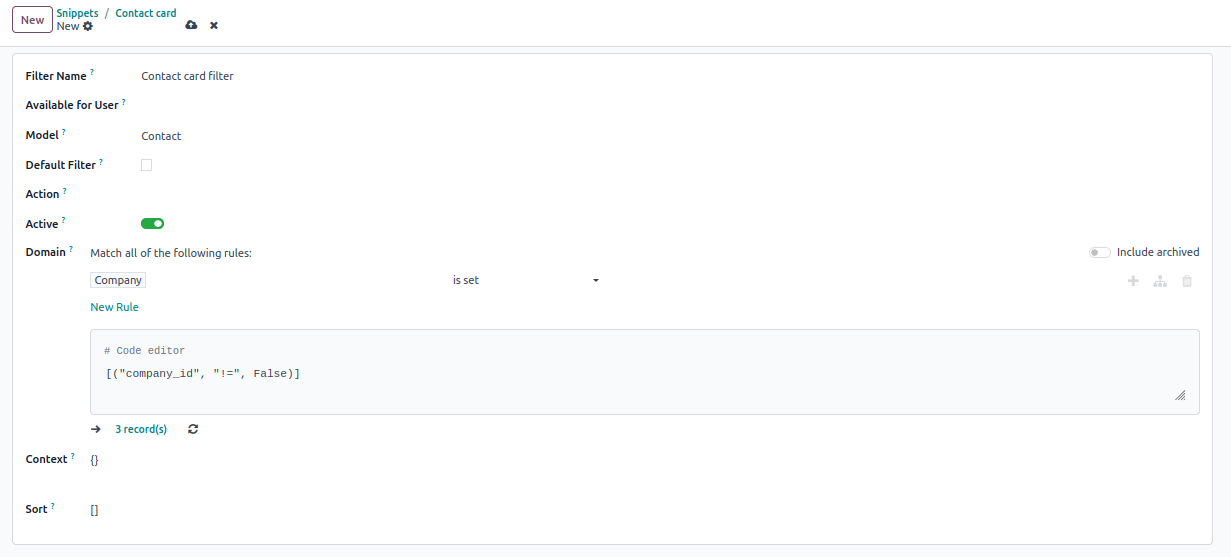 New
Snippets / Contact card
New
Filter Name ? Contact card filter
Available for User ?
Model ? Contact
Default Filter ?
Action ?
Active ?
Domain ? Match all of the following rules: Include archived
Company is set
New Rule
# Code editor
[("company_id", "!=", False)]
3 record(s)
Context ? {}
Sort ? []